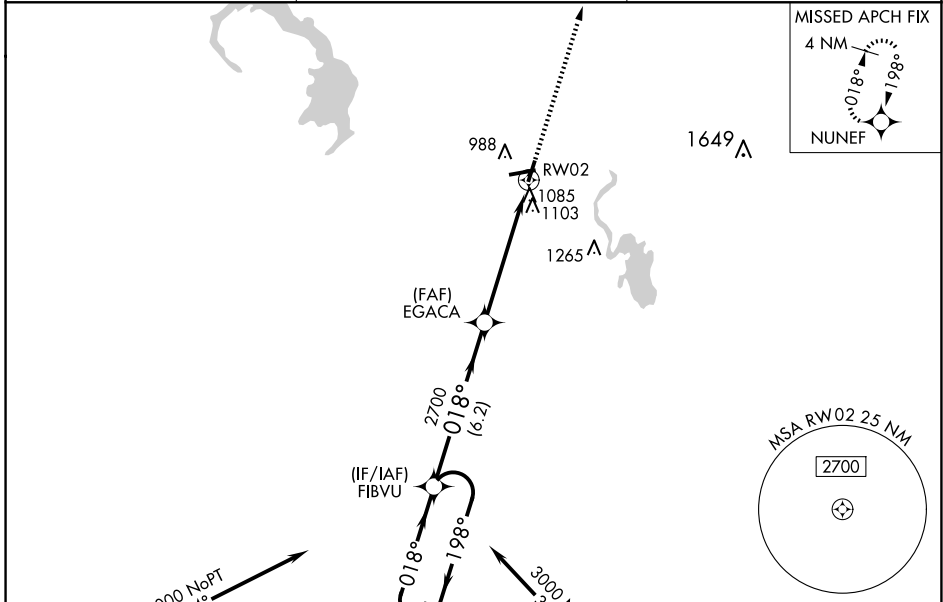 MISSED APCH FIX
4 NM
018°
198°
NUNEF
988
1649
RW02
1085
1103
1265
(FAF)
EGACA
2700
018°
(6.2)
MSA RW02 25 NM
2700
(IF/IAF)
FIBVU
018°
198°
000 NoPT
3000